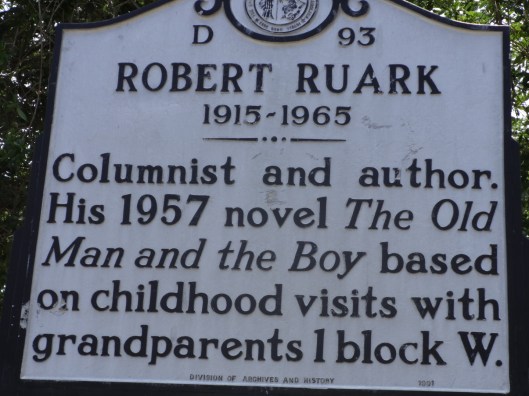 D 93
ROBERT RUARK
1915-1965
Columnist and author.
His 1957 novel The Old
Man and the Boy based
on childhood visits with
grandparents 1 block W.
DIVISION OF ARCHIVES AND HISTORY